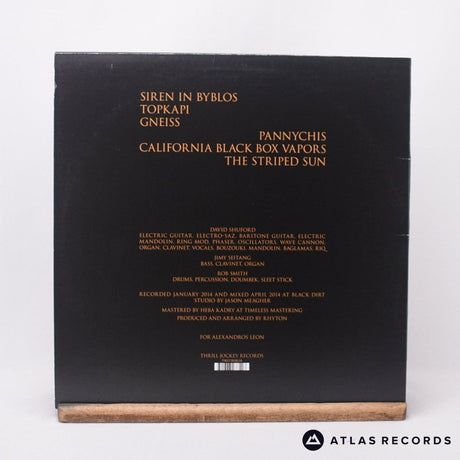 SIREN IN BYBLOS
TOPKAPI
GNEISS
PANNYCHIS
CALIFORNIA BLACK BOX VAPORS
THE STRIPED SUN
DAVID SHUFORD
ELECTRIC GUITAR, ELECTRO-SAZ, BARITONE GUITAR, ELECTRIC
MANDOLIN, RING MOD, PHASER, OSCILLATORS, WAVE CANNON,
ORGAN, CLAVINET, VOCALS, BOUZOUKI, MANDOLIN, BAGLAMAS, RIQ
JIMY SEITANG
BASS, CLAVINET, ORGAN
BOB SMITH
DRUMS, PERCUSSION, DOUMBEK, SLEET STICK
RECORDED JANUARY 2014 AND MIXED APRIL 2014 AT BLACK DIRT
STUDIO BY JASON MEAGHER
MASTERED BY HEBA KADRY AT TIMELESS MASTERING
PRODUCED AND ARRANGED BY RHYTON
FOR ALEXANDROS LEON
THRILL JOCKEY RECORDS
ATLAS RECORDS